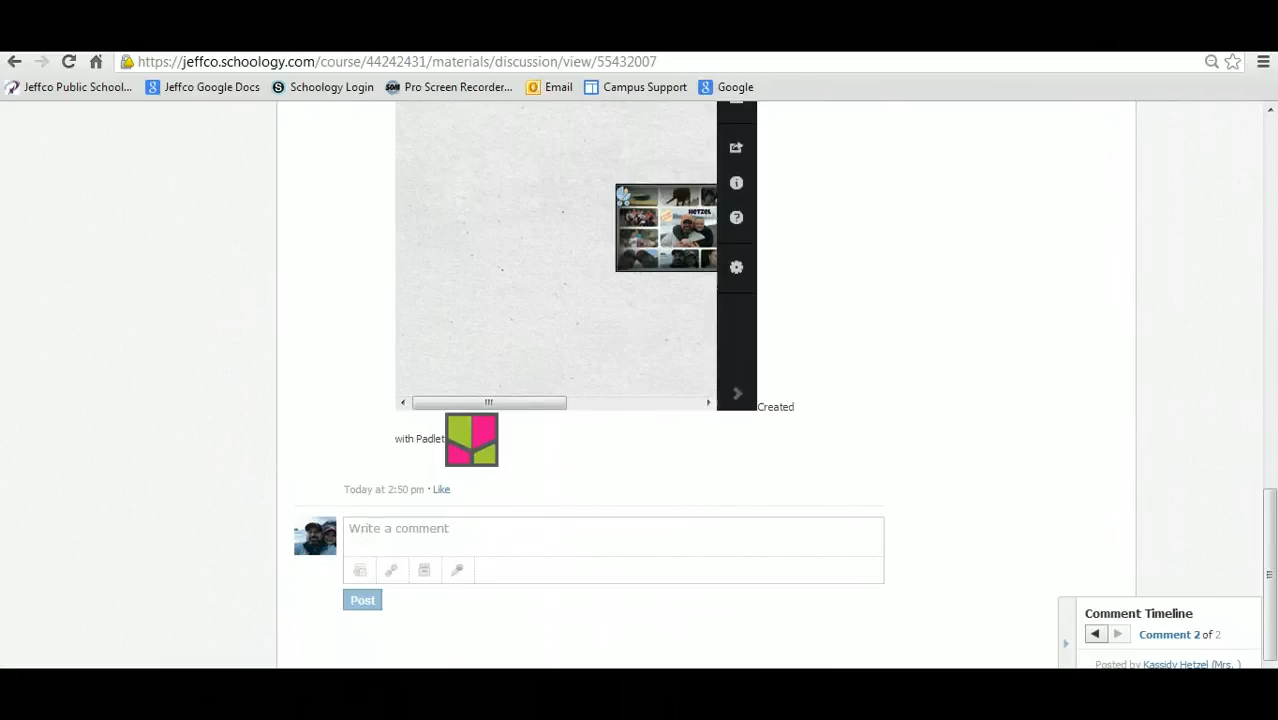 https://jeffco.schoology.com/course/44242431/materials/discussion/view/55432007
Jeffco Public School... Jeffco Google Docs Schoology Login Pro Screen Recorder... Email Campus Support Google
HETZEL
Created
with Padlet
Today at 2:50 pm · Like
Write a comment
Post
Comment Timeline
Comment 2 of 2
Posted by Kassidy Hetzel (Mrs. )